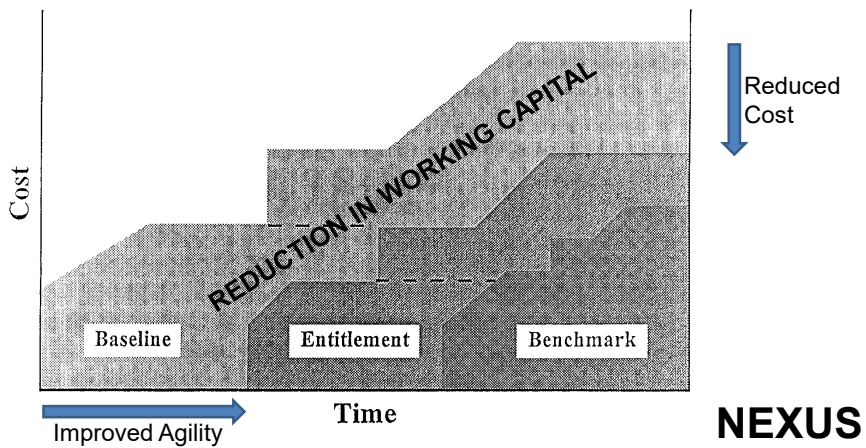 Reduced
Cost
REDUCTION IN WORKING CAPITAL
Cost
Baseline
Entitlement
Benchmark
Time
Improved Agility
NEXUS